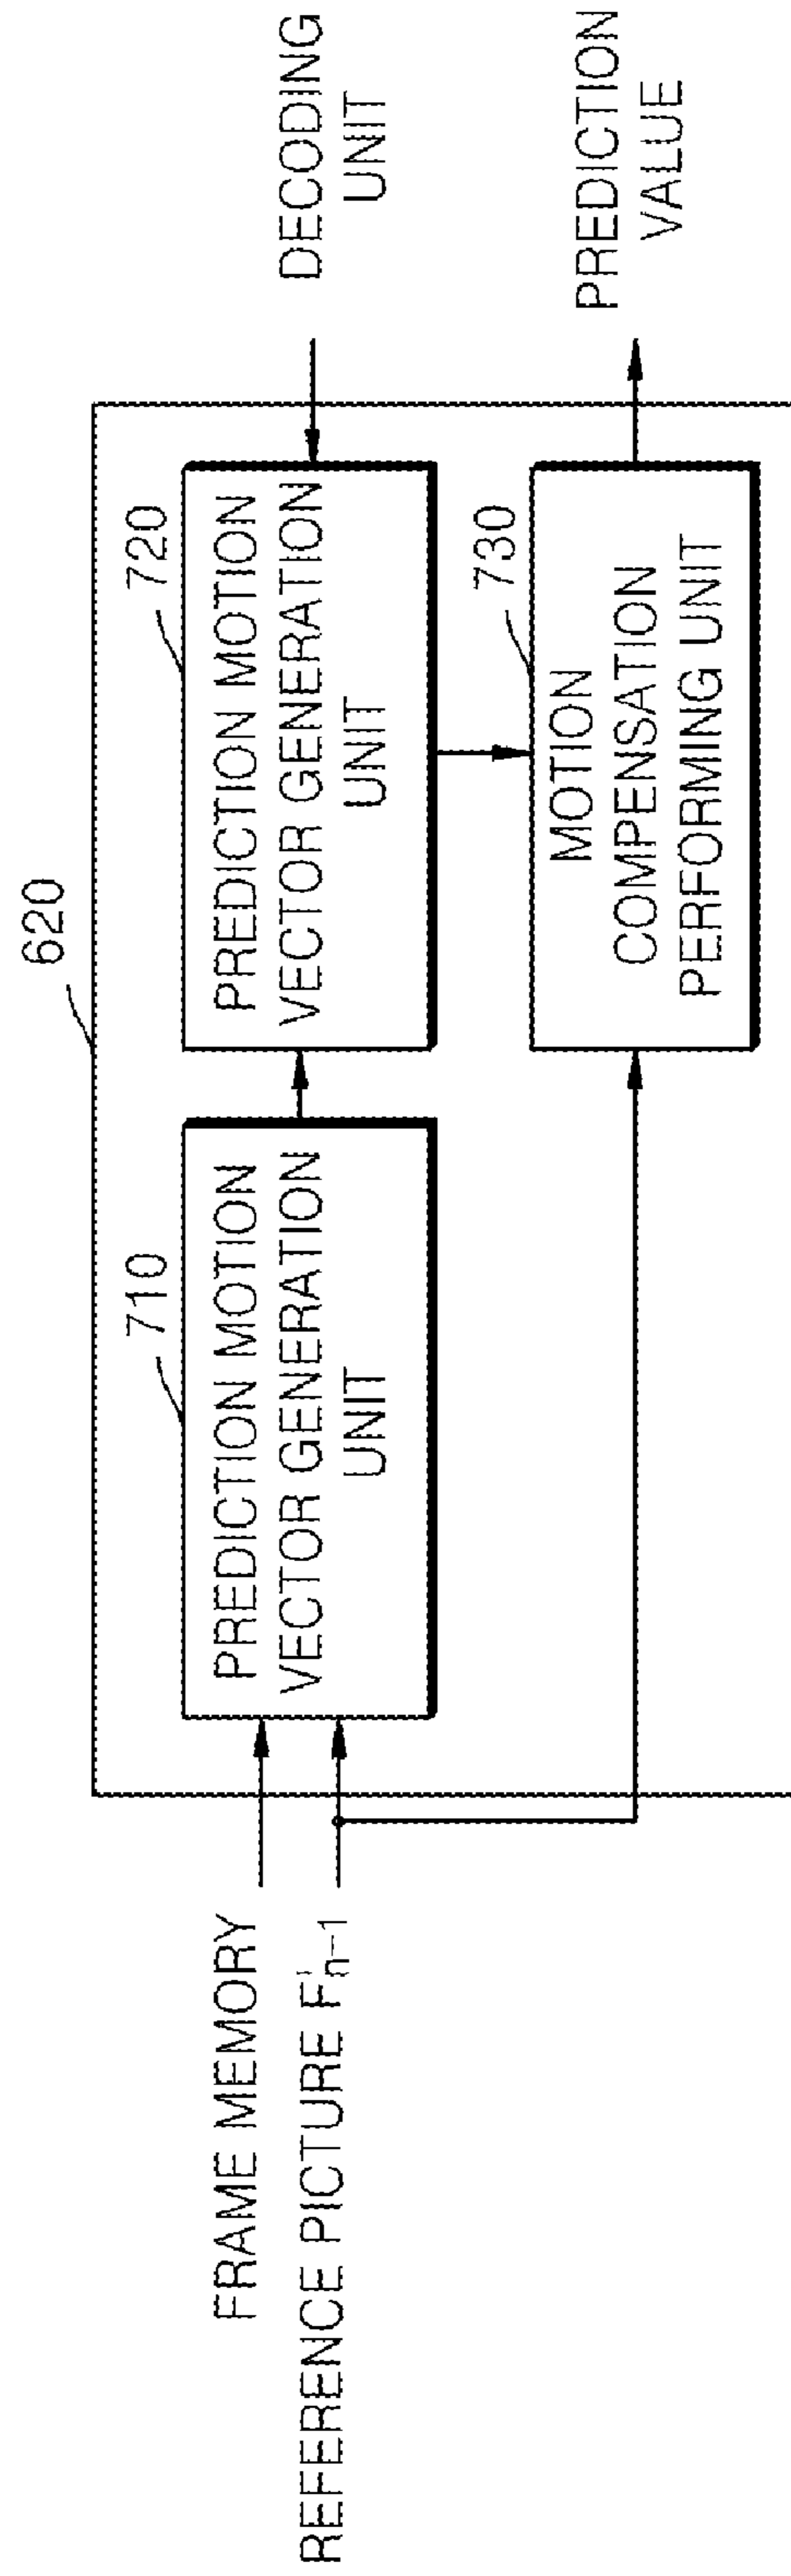 620
710
PREDICTION MOTION
VECTOR GENERATION
UNIT
720
PREDICTION MOTION
VECTOR GENERATION
UNIT
FRAME MEMORY
REFERENCE PICTURE F'n-1
DECODING
UNIT
730
MOTION
COMPENSATION
PERFORMING UNIT
PREDICTION
VALUE